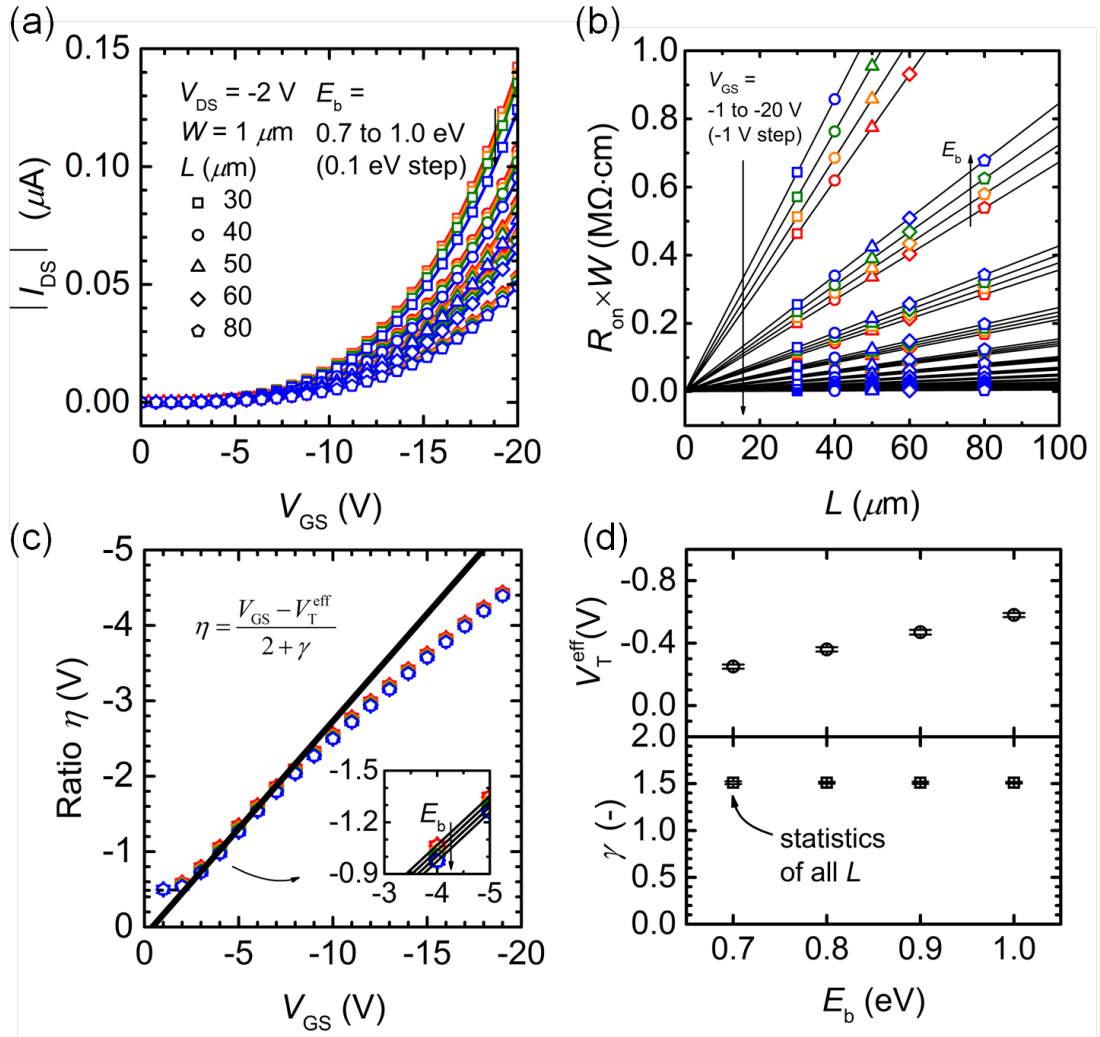 (a)
0.15
0.10
0.05
0.00
|I_DS| (μA)
V_DS = -2 V
W = 1 μm
L (μm)
30
40
50
60
80
E_b =
0.7 to 1.0 eV
(0.1 eV step)
0 -5 -10 -15 -20
V_GS (V)
(b)
1.0
0.8
0.6
0.4
0.2
0.0
R_on×W (MΩ·cm)
V_GS =
-1 to -20 V
(-1 V step)
E_b
0 20 40 60 80 100
L (μm)
(c)
-5
-4
-3
-2
-1
0
Ratio η (V)
η = (V_GS − V_T^eff) / (2 + γ)
-1.5
-1.2
-0.9
E_b
-3 -4 -5
0 -5 -10 -15 -20
V_GS (V)
(d)
-0.8
-0.4
0.0
V_T^eff (V)
2.0
1.5
1.0
0.5
0.0
γ (-)
statistics
of all L
0.7 0.8 0.9 1.0
E_b (eV)